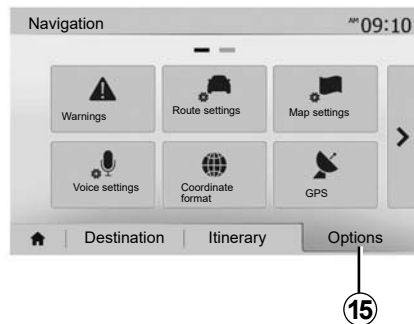 Navigation
AM 09:10
Warnings
Route settings
Map settings
Voice settings
Coordinate
format
GPS
Destination
Itinerary
Options
15